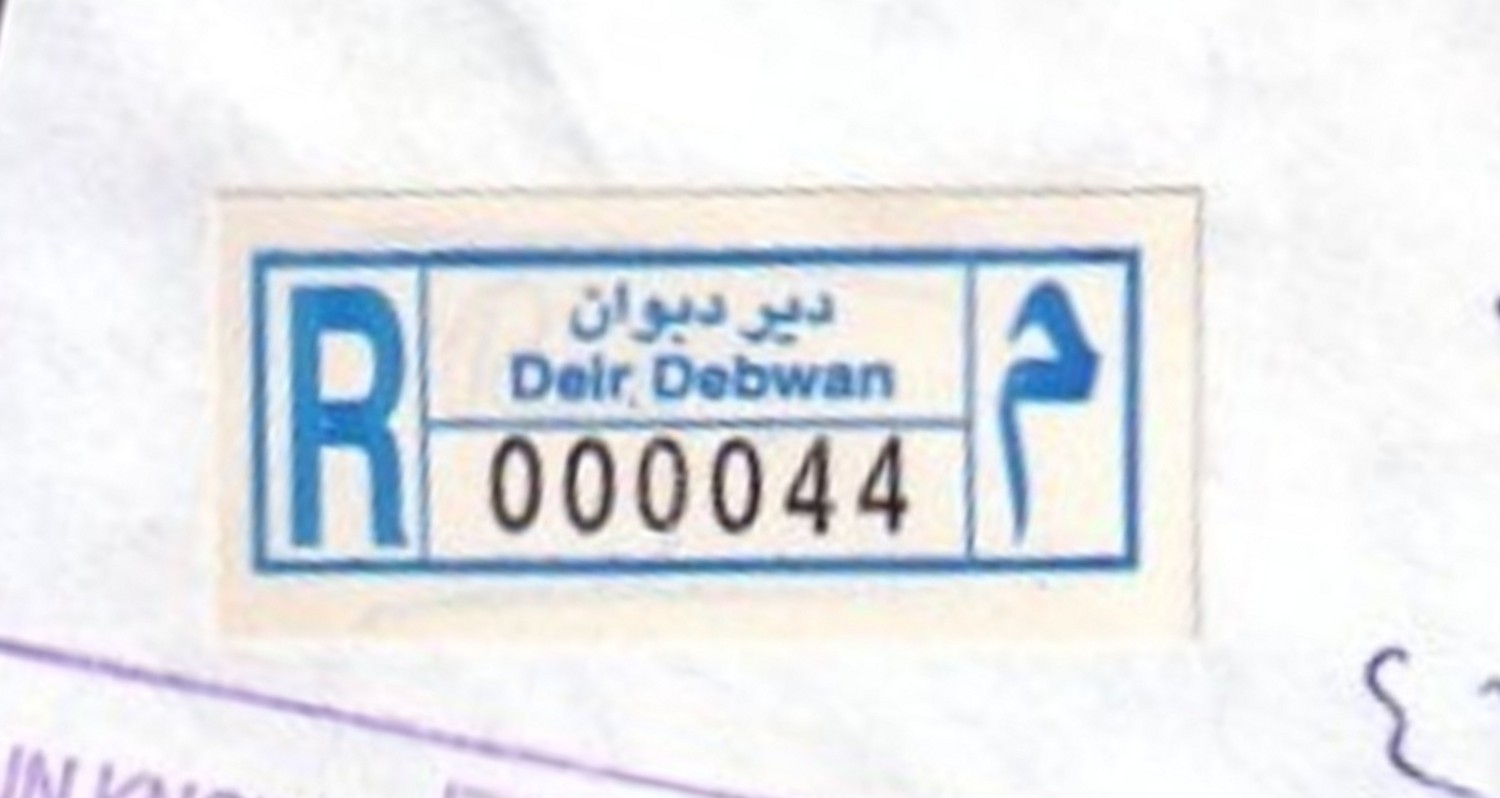 R
دير دبوان
Deir Debwan
000044
م